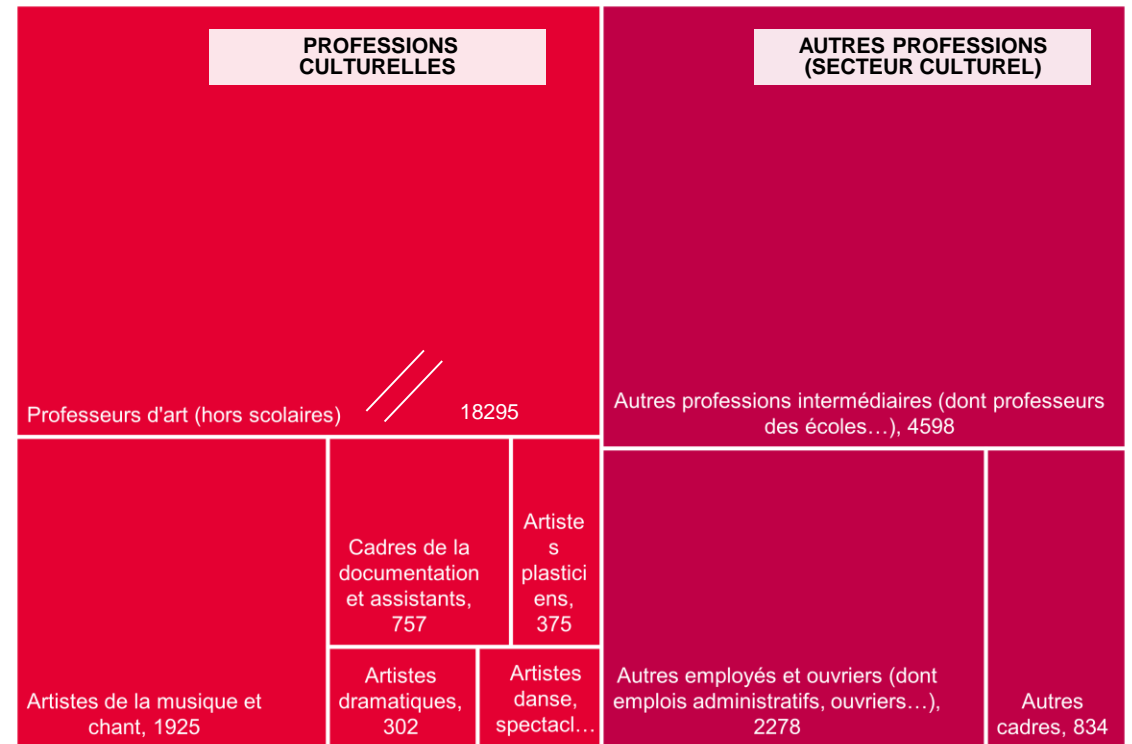 PROFESSIONS
CULTURELLES
AUTRES PROFESSIONS
(SECTEUR CULTUREL)
Professeurs d'art (hors scolaires) 18295
Autres professions intermédiaires (dont professeurs
des écoles…), 4598
Artistes de la musique et
chant, 1925
Cadres de la
documentation
et assistants,
757
Artiste
s
plastici
ens,
375
Artistes
dramatiques,
302
Artistes
danse,
spectacl…
Autres employés et ouvriers (dont
emplois administratifs, ouvriers…),
2278
Autres
cadres, 834